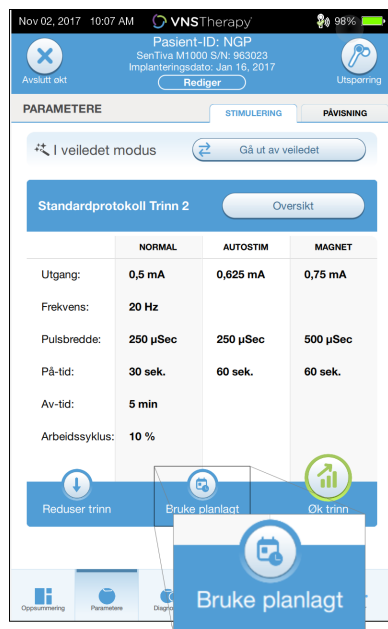 Nov 02, 2017 10:07 AM VNSTherapy 98%
Pasient-ID: NGP
SenTiva M1000 S/N: 963023
Implanteringsdato: Jan 16, 2017
Avslutt økt Rediger Utspørring
PARAMETERE STIMULERING PÅVISNING
I veiledet modus Gå ut av veiledet
Standardprotokoll Trinn 2 Oversikt
NORMAL AUTOSTIM MAGNET
Utgang: 0,5 mA 0,625 mA 0,75 mA
Frekvens: 20 Hz
Pulsbredde: 250 µSec 250 µSec 500 µSec
På-tid: 30 sek. 60 sek. 60 sek.
Av-tid: 5 min
Arbeidssyklus: 10 %
Reduser trinn Bruke planlagt Øk trinn
Bruke planlagt
Oppsummering Parametere